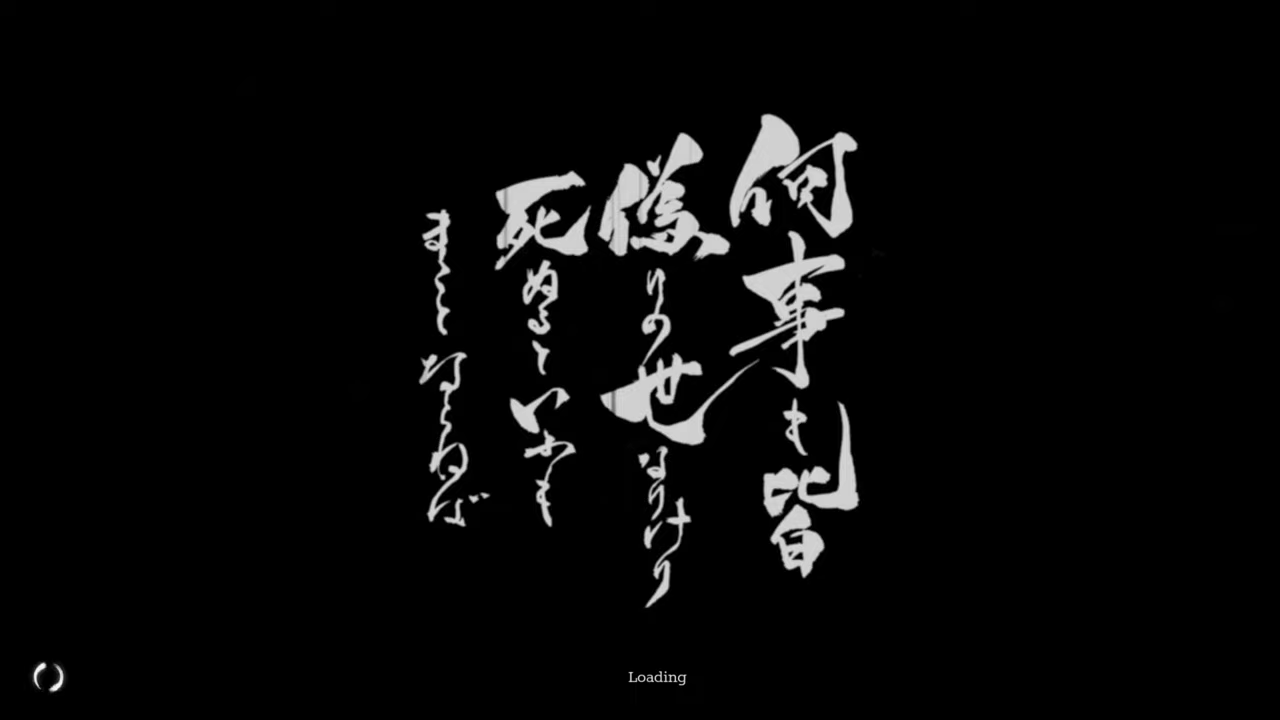 何事も皆
偽りの世なりけり
死ぬるといふも
まことならねば
Loading